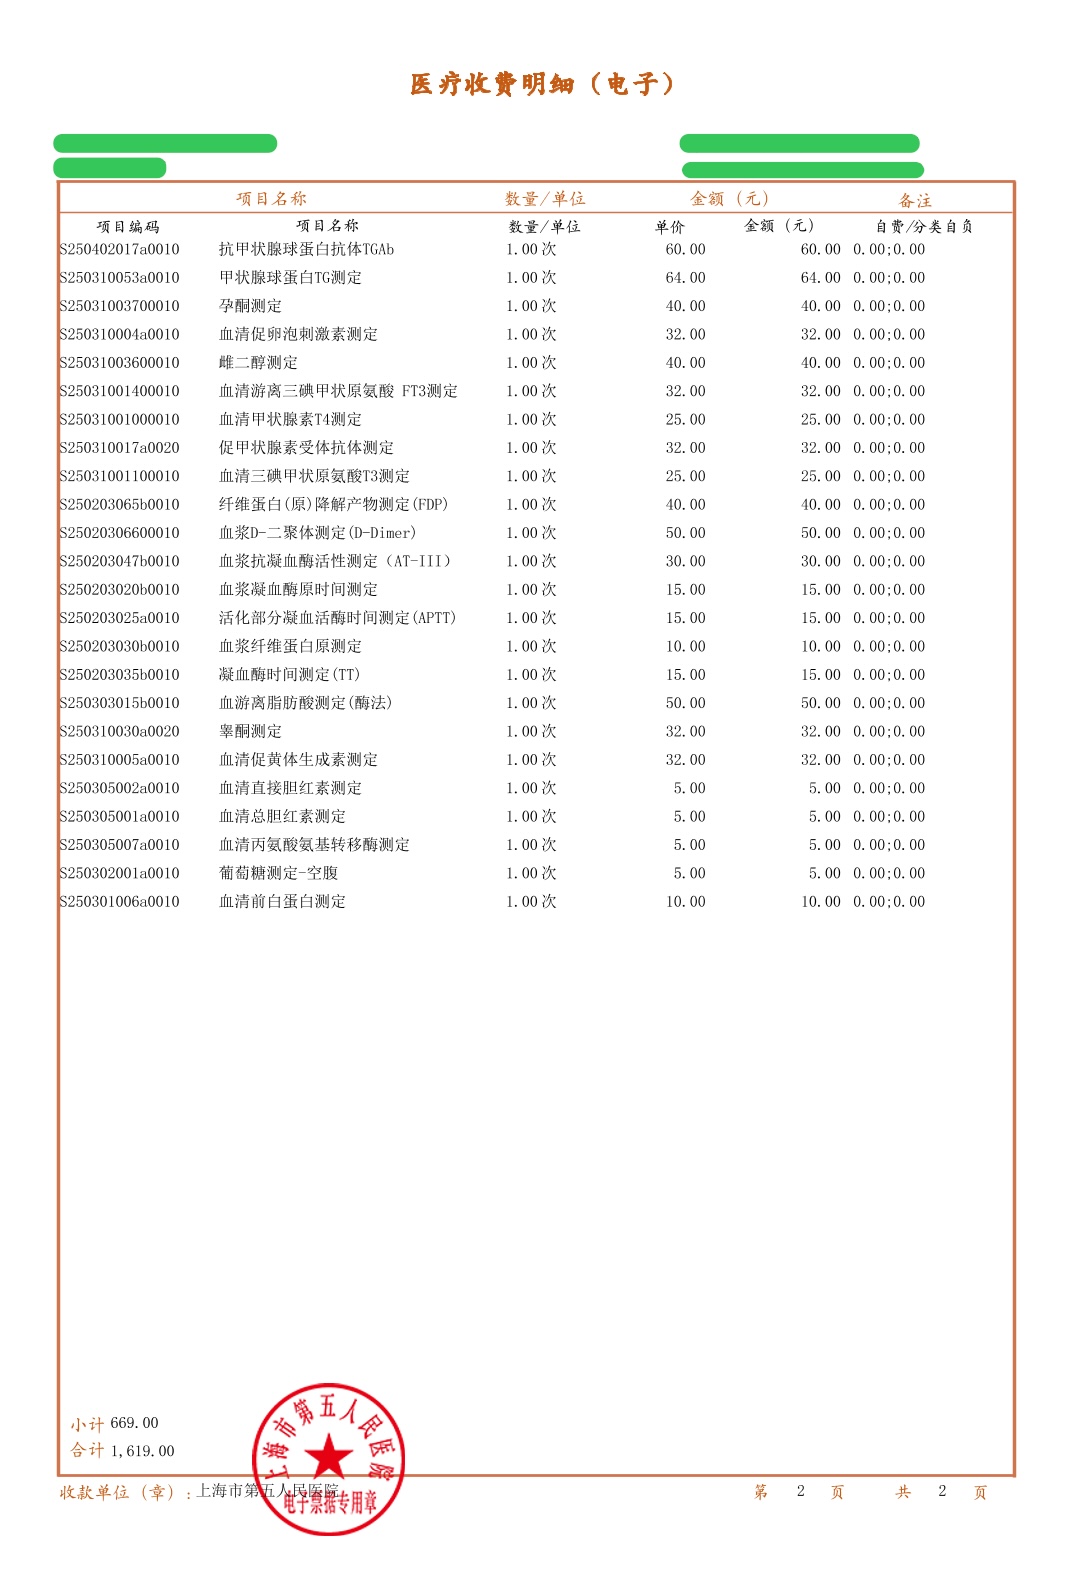 医疗收费明细（电子）
项目名称 数量/单位 金额（元） 备注
项目编码 项目名称 数量/单位 单价 金额（元） 自费/分类自负
S250402017a0010 抗甲状腺球蛋白抗体TGAb 1.00 次 60.00 60.00 0.00;0.00
S250310053a0010 甲状腺球蛋白TG测定 1.00 次 64.00 64.00 0.00;0.00
S25031003700010 孕酮测定 1.00 次 40.00 40.00 0.00;0.00
S250310004a0010 血清促卵泡刺激素测定 1.00 次 32.00 32.00 0.00;0.00
S25031003600010 雌二醇测定 1.00 次 40.00 40.00 0.00;0.00
S25031001400010 血清游离三碘甲状原氨酸 FT3测定 1.00 次 32.00 32.00 0.00;0.00
S25031001000010 血清甲状腺素T4测定 1.00 次 25.00 25.00 0.00;0.00
S250310017a0020 促甲状腺素受体抗体测定 1.00 次 32.00 32.00 0.00;0.00
S25031001100010 血清三碘甲状原氨酸T3测定 1.00 次 25.00 25.00 0.00;0.00
S250203065b0010 纤维蛋白(原)降解产物测定(FDP) 1.00 次 40.00 40.00 0.00;0.00
S25020306600010 血浆D-二聚体测定(D-Dimer) 1.00 次 50.00 50.00 0.00;0.00
S250203047b0010 血浆抗凝血酶活性测定（AT-III） 1.00 次 30.00 30.00 0.00;0.00
S250203020b0010 血浆凝血酶原时间测定 1.00 次 15.00 15.00 0.00;0.00
S250203025a0010 活化部分凝血活酶时间测定(APTT) 1.00 次 15.00 15.00 0.00;0.00
S250203030b0010 血浆纤维蛋白原测定 1.00 次 10.00 10.00 0.00;0.00
S250203035b0010 凝血酶时间测定(TT) 1.00 次 15.00 15.00 0.00;0.00
S250303015b0010 血游离脂肪酸测定(酶法) 1.00 次 50.00 50.00 0.00;0.00
S250310030a0020 睾酮测定 1.00 次 32.00 32.00 0.00;0.00
S250310005a0010 血清促黄体生成素测定 1.00 次 32.00 32.00 0.00;0.00
S250305002a0010 血清直接胆红素测定 1.00 次 5.00 5.00 0.00;0.00
S250305001a0010 血清总胆红素测定 1.00 次 5.00 5.00 0.00;0.00
S250305007a0010 血清丙氨酸氨基转移酶测定 1.00 次 5.00 5.00 0.00;0.00
S250302001a0010 葡萄糖测定-空腹 1.00 次 5.00 5.00 0.00;0.00
S250301006a0010 血清前白蛋白测定 1.00 次 10.00 10.00 0.00;0.00
小计 669.00
合计 1,619.00
上海市第五人民医院
电子票据专用章
收款单位（章）: 上海市第五人民医院 第 2 页 共 2 页